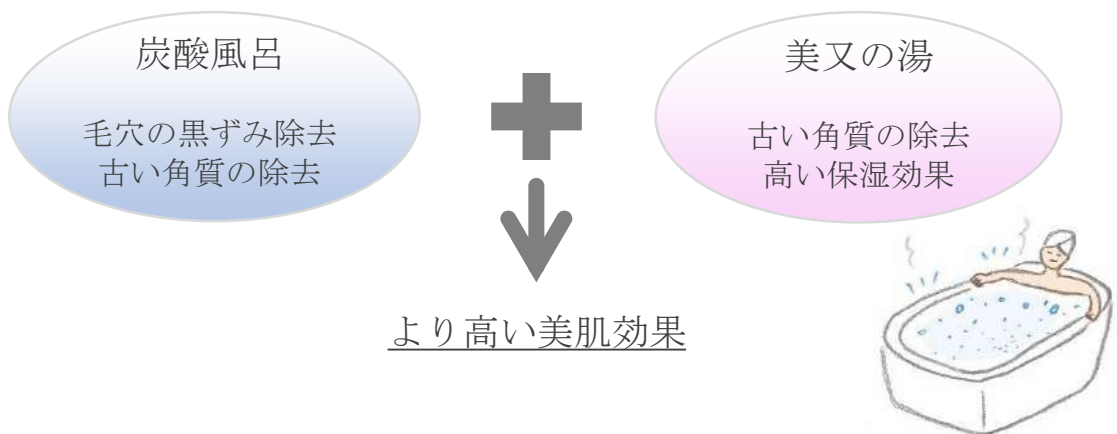 炭酸風呂
毛穴の黒ずみ除去
古い角質の除去
美又の湯
古い角質の除去
高い保湿効果
より高い美肌効果